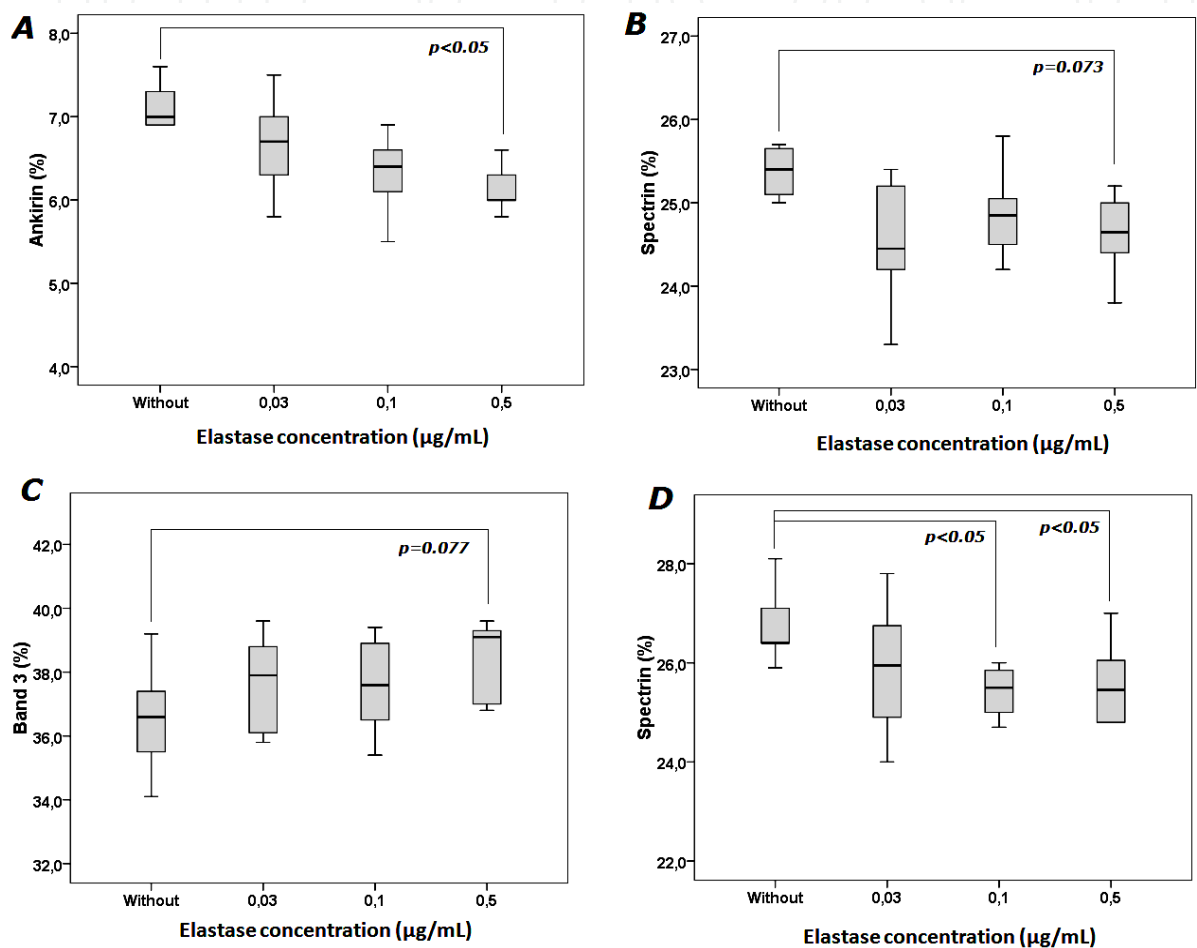 A
Ankirin (%)
8,0
7,0
6,0
5,0
4,0
p<0.05
Without
0,03
0,1
0,5
Elastase concentration (µg/mL)
B
Spectrin (%)
27,0
26,0
25,0
24,0
23,0
p=0.073
Without
0,03
0,1
0,5
Elastase concentration (µg/mL)
C
Band 3 (%)
42,0
40,0
38,0
36,0
34,0
32,0
p=0.077
Without
0,03
0,1
0,5
Elastase concentration (µg/mL)
D
Spectrin (%)
28,0
26,0
24,0
22,0
p<0.05
p<0.05
Without
0,03
0,1
0,5
Elastase concentration (µg/mL)